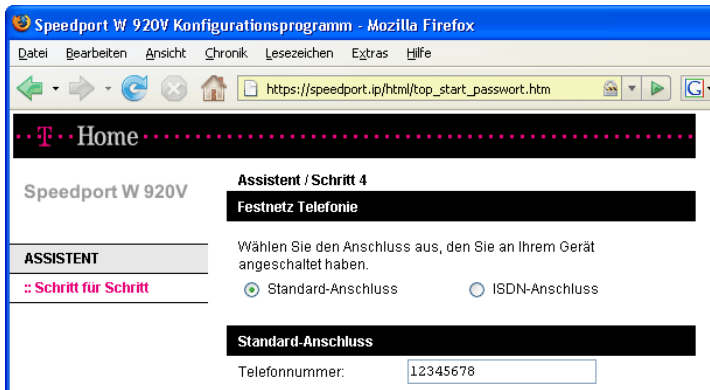 Speedport W 920V Konfigurationsprogramm - Mozilla Firefox
Datei Bearbeiten Ansicht Chronik Lesezeichen Extras Hilfe
https://speedport.ip/html/top_start_passwort.htm
G
T Home
Speedport W 920V
ASSISTENT
:: Schritt für Schritt
Assistent / Schritt 4
Festnetz Telefonie
Wählen Sie den Anschluss aus, den Sie an Ihrem Gerät
angeschaltet haben.
Standard-Anschluss ISDN-Anschluss
Standard-Anschluss
Telefonnummer: 12345678